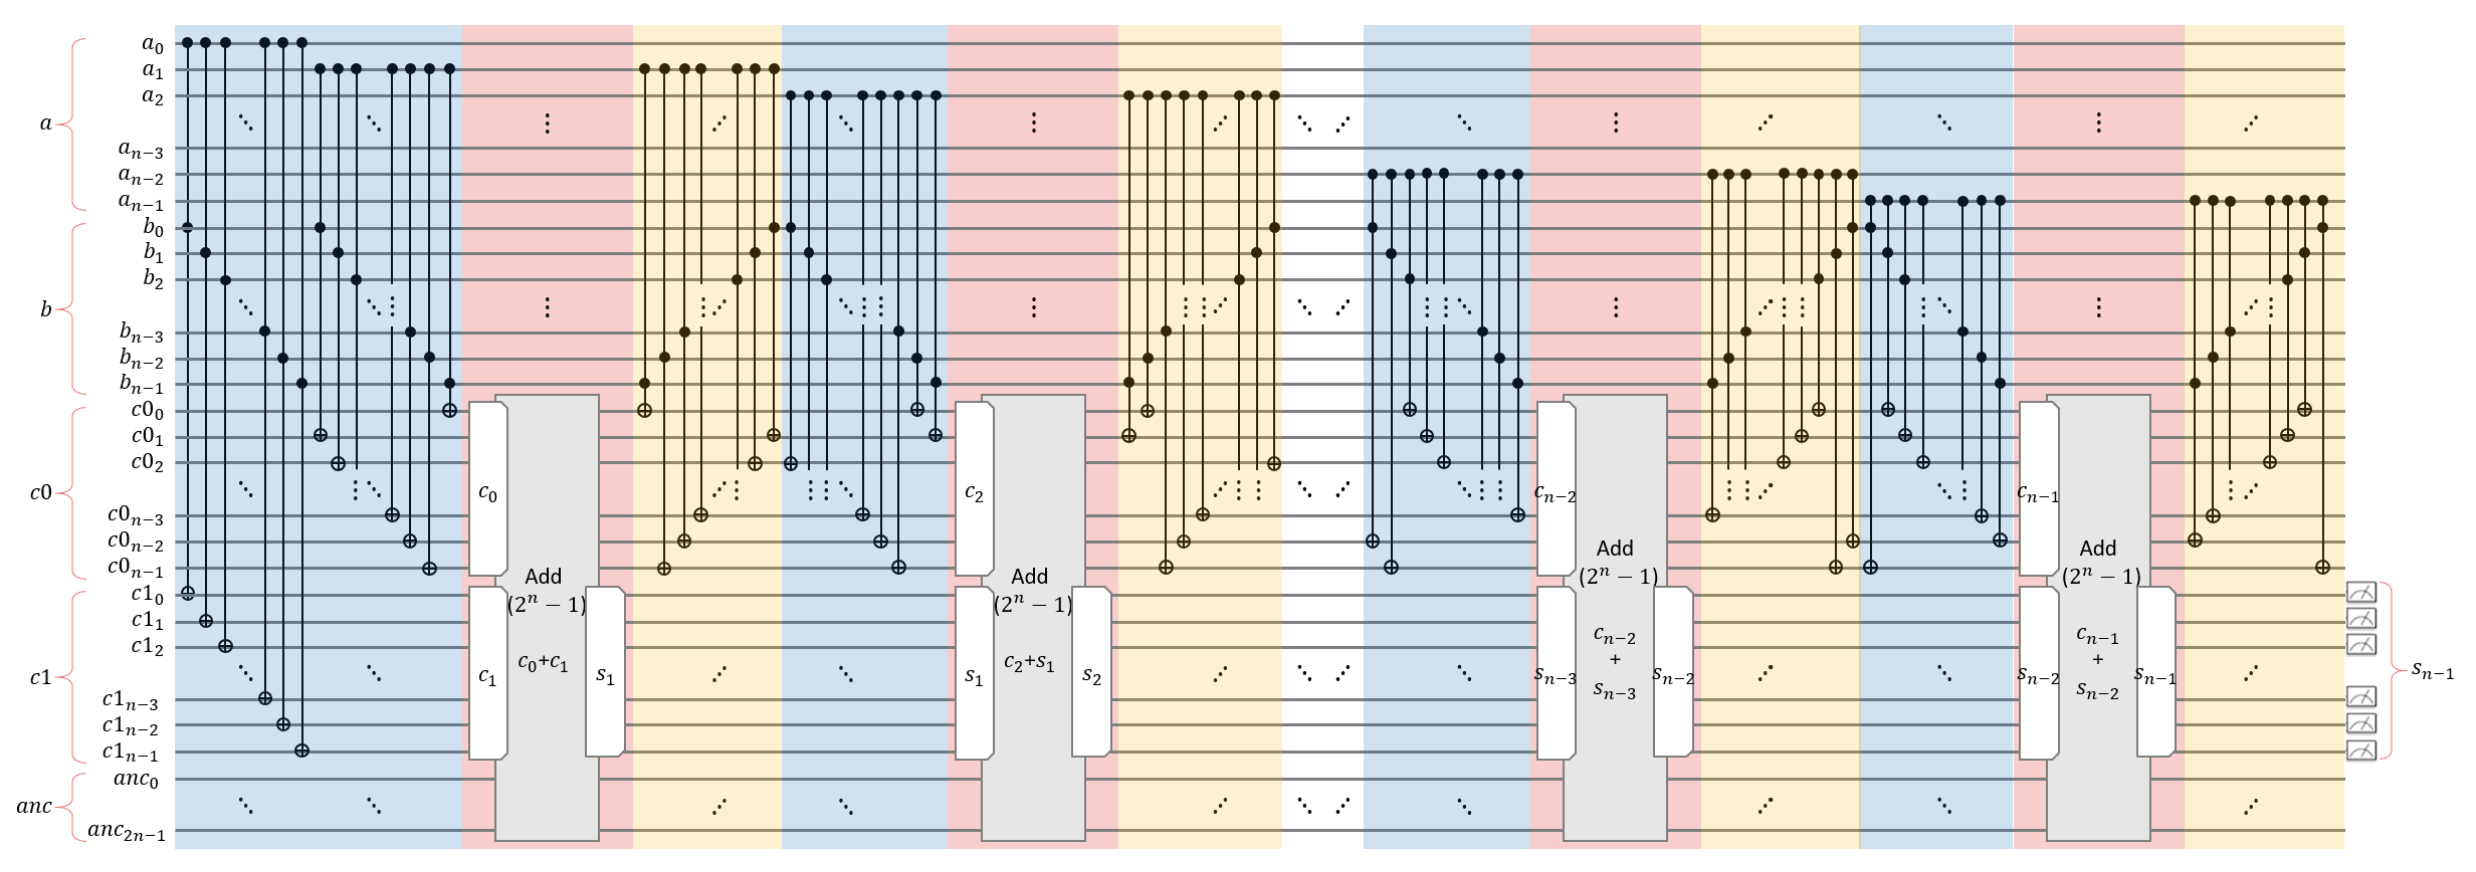 a
a₀
a₁
a₂
⋮
aₙ₋₃
aₙ₋₂
aₙ₋₁
b
b₀
b₁
b₂
bₙ₋₃
bₙ₋₂
bₙ₋₁
c0
c0₀
c0₁
c0₂
c0ₙ₋₃
c0ₙ₋₂
c0ₙ₋₁
c1
c1₀
c1₁
c1₂
c1ₙ₋₃
c1ₙ₋₂
c1ₙ₋₁
anc
anc₀
anc₂ₙ₋₁
c₀
c₁
Add
(2ⁿ − 1)
c₀+c₁
s₁
c₂
s₁
Add
(2ⁿ − 1)
c₂+s₁
s₂
cₙ₋₂
sₙ₋₃
Add
(2ⁿ − 1)
cₙ₋₂
+
sₙ₋₃
sₙ₋₂
cₙ₋₁
sₙ₋₂
Add
(2ⁿ − 1)
cₙ₋₁
+
sₙ₋₂
sₙ₋₁
sₙ₋₁